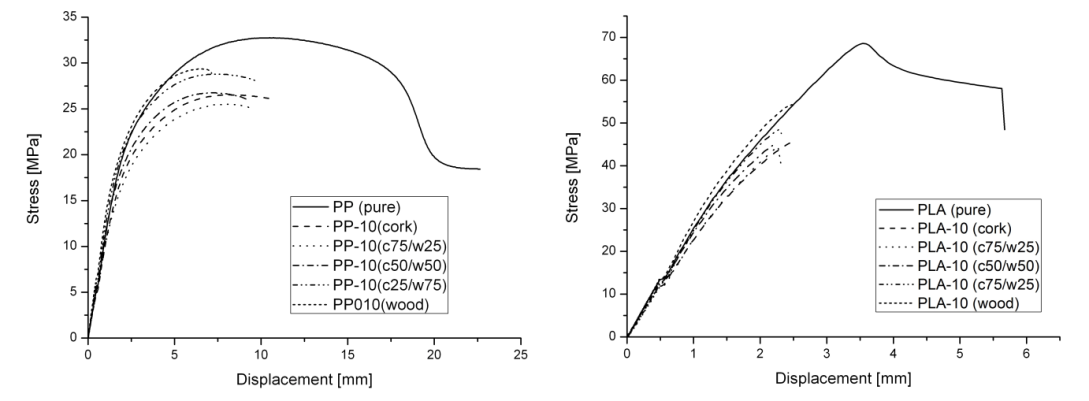 35
30
25
20
15
10
5
0
Stress [MPa]
0 5 10 15 20 25
Displacement [mm]
PP (pure)
PP-10(cork)
PP-10(c75/w25)
PP-10(c50/w50)
PP-10(c25/w75)
PP010(wood)
70
60
50
40
30
20
10
0
Stress [MPa]
0 1 2 3 4 5 6
Displacement [mm]
PLA (pure)
PLA-10 (cork)
PLA-10 (c75/w25)
PLA-10 (c50/w50)
PLA-10 (c75/w25)
PLA-10 (wood)